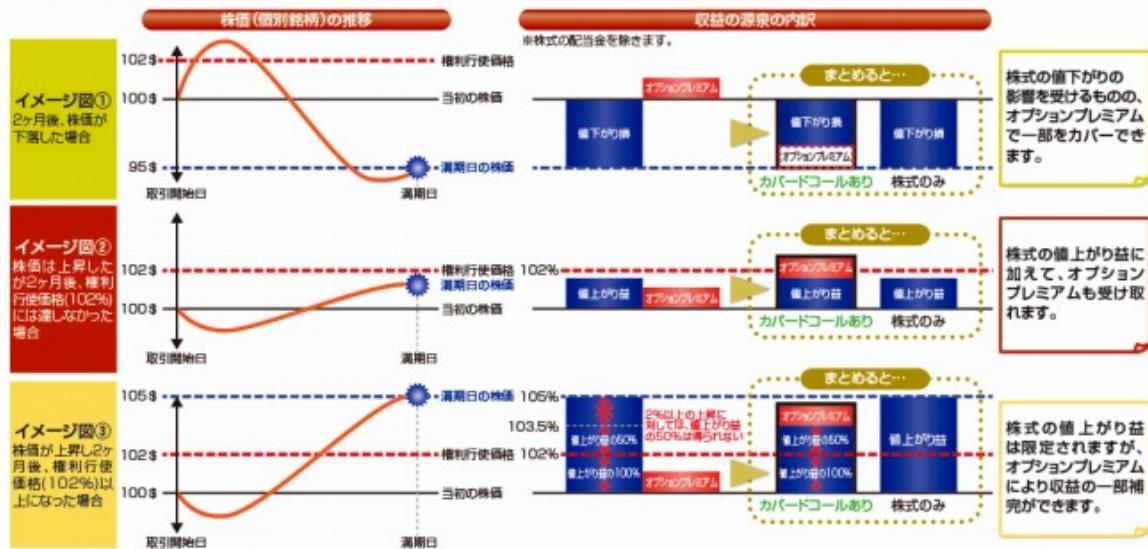 株価(個別銘柄)の推移
収益の源泉の内訳
※株式の配当金を除きます。
イメージ図①
2ヶ月後、株価が
下落した場合
102$
権利行使価格
100$
当初の株価
95$
満期日の株価
取引開始日
満期日
オプションプレミアム
値下がり損
まとめると…
値下がり損
オプションプレミアム
値下がり損
カバードコールあり
株式のみ
株式の値下がりの
影響を受けるものの、
オプションプレミアム
で一部をカバーでき
ます。
イメージ図②
株価は上昇した
が2ヶ月後、権利
行使価格(102%)
には達しなかった
場合
102$
権利行使価格
満期日の株価
100$
当初の株価
取引開始日
満期日
102%
値上がり益
オプションプレミアム
まとめると…
オプションプレミアム
値上がり益
値上がり益
カバードコールあり
株式のみ
株式の値上がり益に
加えて、オプション
プレミアムも受け取
れます。
イメージ図③
株価が上昇し2ヶ
月後、権利行使
価格(102%)以
上になった場合
105$
満期日の株価
102$
権利行使価格
100$
当初の株価
取引開始日
満期日
105%
103.5%
102%
2%以上の上昇に
対しては、値上がり益
の50%は得られない
値上がり益の50%
値上がり益の100%
オプションプレミアム
まとめると…
オプションプレミアム
値上がり益の50%
値上がり益の100%
値上がり益
カバードコールあり
株式のみ
株式の値上がり益
は限定されますが、
オプションプレミアム
により収益の一部補
完ができます。